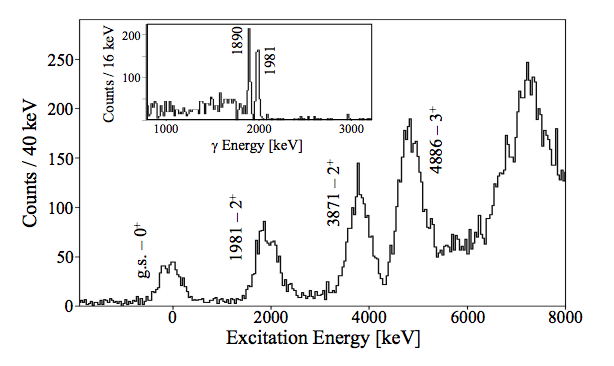 250
200
150
100
50
0
Counts / 40 keV
200
100
Counts / 16 keV
1890
1981
1000 2000 3000
γ Energy [keV]
g.s. – 0⁺
1981 – 2⁺
3871 – 2⁺
4886 – 3⁺
0 2000 4000 6000 8000
Excitation Energy [keV]